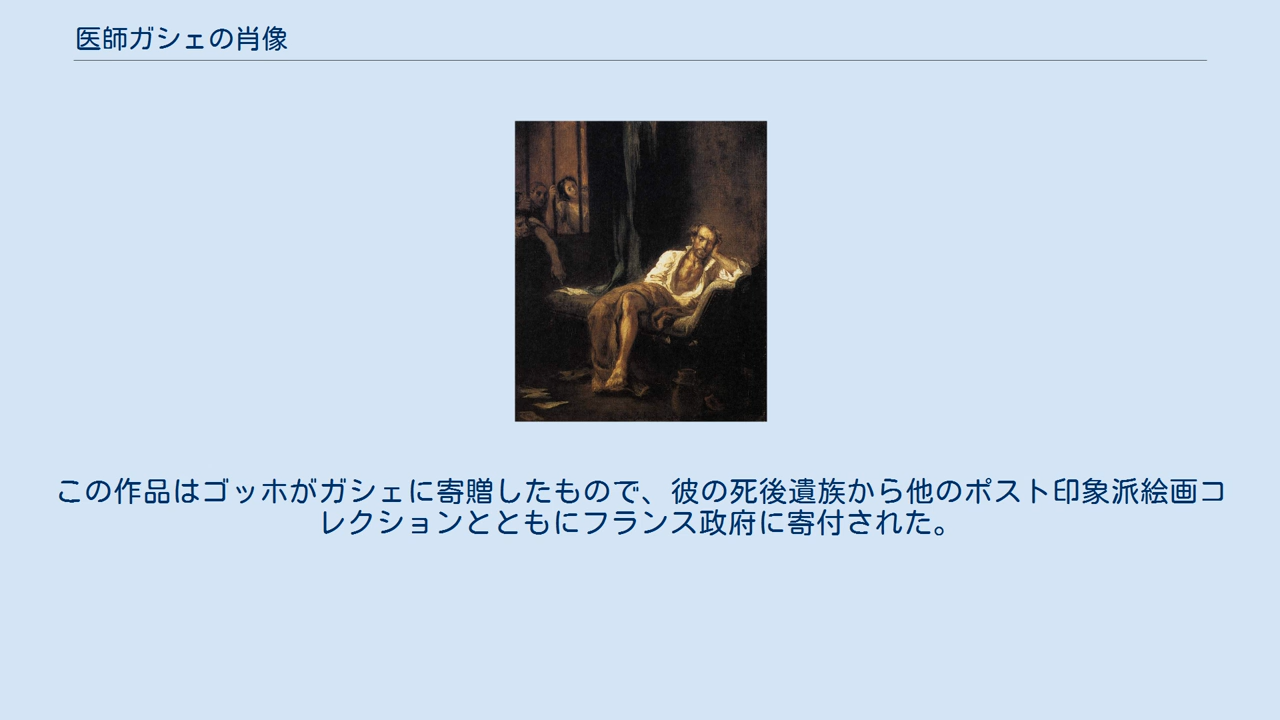 医師ガシェの肖像
この作品はゴッホがガシェに寄贈したもので、彼の死後遺族から他のポスト印象派絵画コ
レクションとともにフランス政府に寄付された。